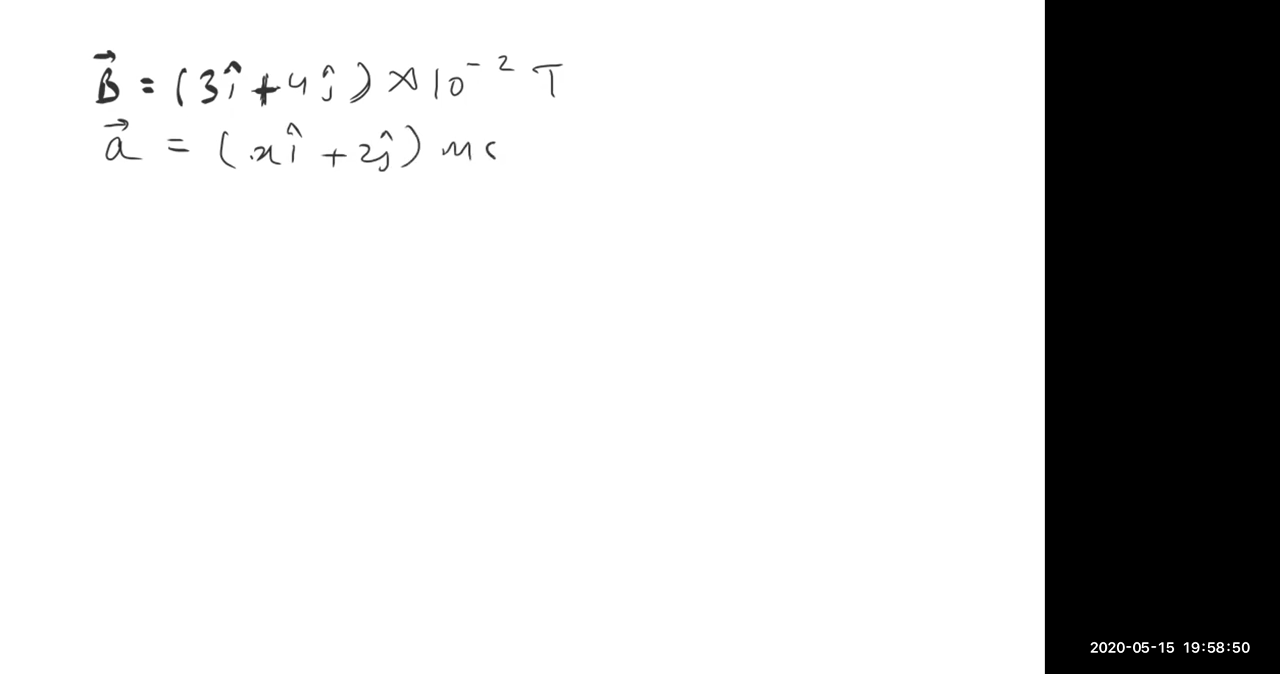 B⃗ = (3î + 4ĵ) × 10⁻² T
a⃗ = (xî + 2ĵ) m
2020-05-15 19:58:50